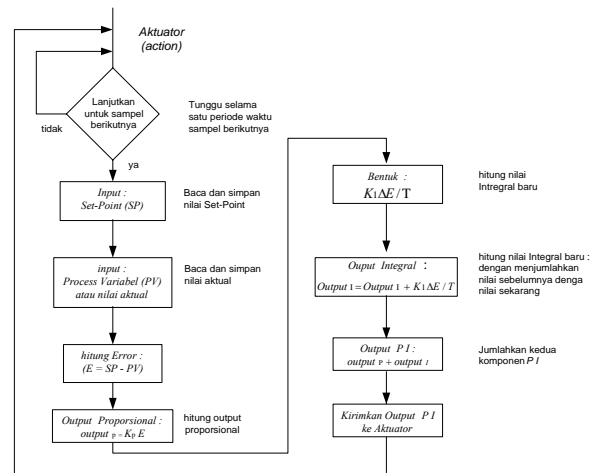 Aktuator
(action)
Lanjutkan
untuk sampel
berikutnya
tidak
ya
Tunggu selama
satu periode waktu
sampel berikutnya
Input :
Set-Point (SP)
Baca dan simpan
nilai Set-Point
input :
Process Variabel (PV)
atau nilai aktual
Baca dan simpan
nilai aktual
hitung Error :
(E = SP - PV)
Output Proporsional :
output P = KP E
hitung output
proporsional
Bentuk :
K1ΔE/T
hitung nilai
Intregral baru
Ouput Integral :
Output 1 = Output 1 + K1ΔE / T
hitung nilai Integral baru :
dengan menjumlahkan
nilai sebelumnya denga
nilai sekarang
Output P I :
output P + output I
Jumlahkan kedua
komponen P I
Kirimkan Output P I
ke Aktuator